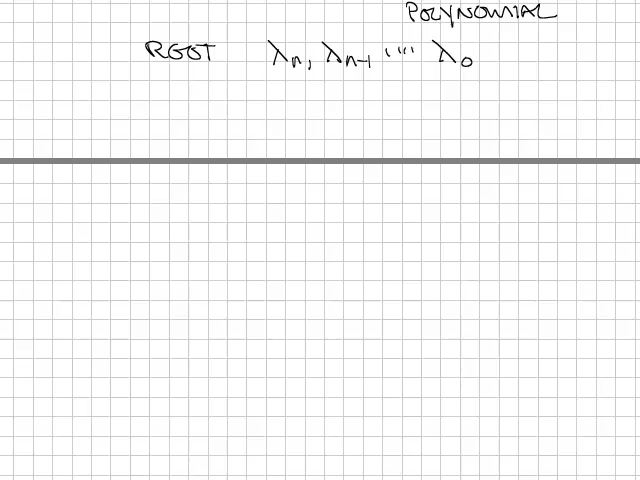 POLYNOMIAL
ROOT λn, λn-1 '''' λ0